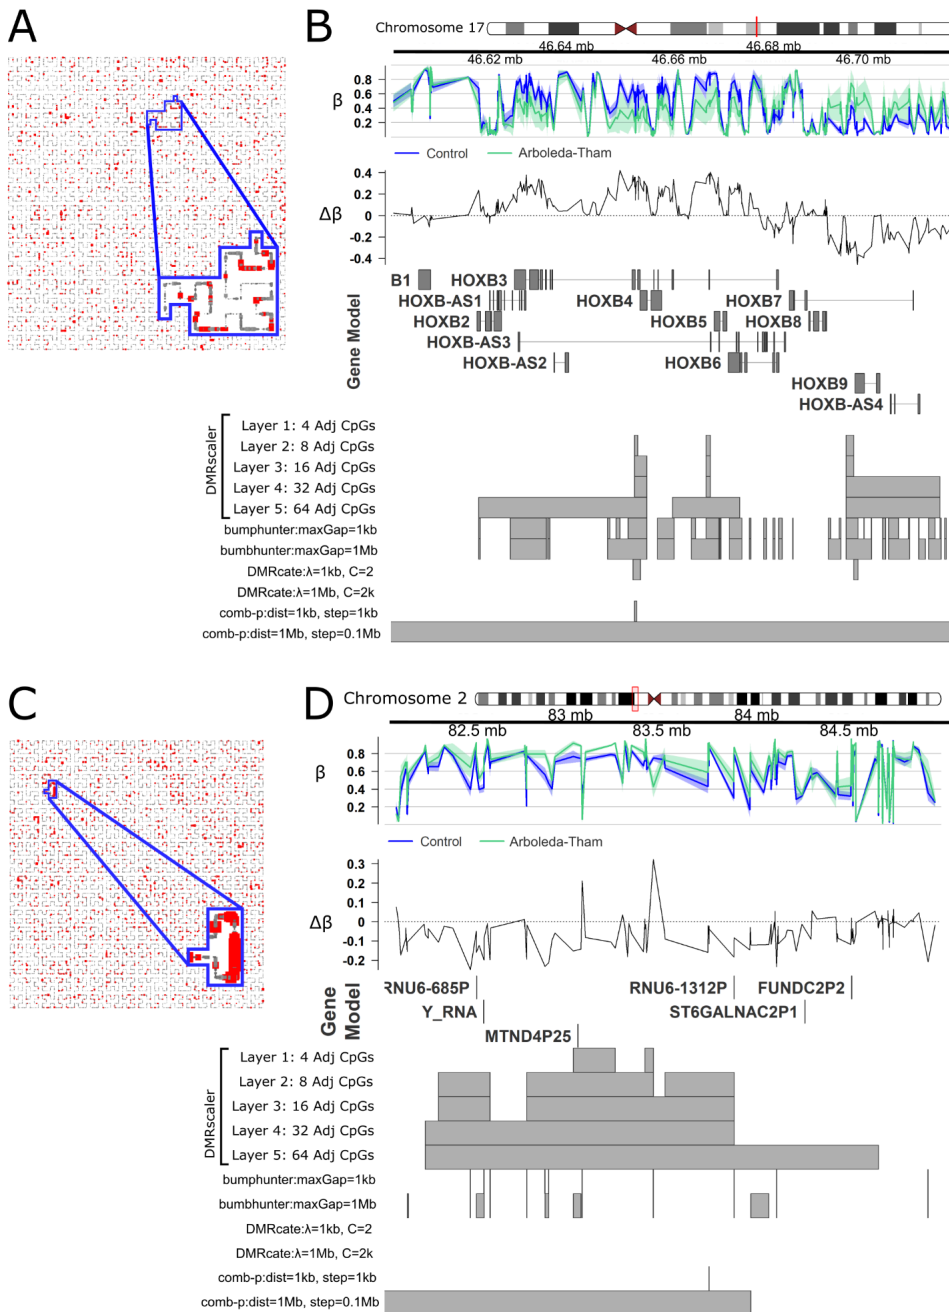 A
B
Chromosome 17
46.64 mb
46.68 mb
46.62 mb
46.66 mb
46.70 mb
β
0.8
0.6
0.4
0.2
Control
Arboleda-Tham
Δβ
0.4
0.2
0
-0.2
-0.4
Gene Model
B1
HOXB3
HOXB-AS1
HOXB4
HOXB7
HOXB2
HOXB5
HOXB8
HOXB-AS3
HOXB-AS2
HOXB6
HOXB9
HOXB-AS4
DMRscaler
Layer 1: 4 Adj CpGs
Layer 2: 8 Adj CpGs
Layer 3: 16 Adj CpGs
Layer 4: 32 Adj CpGs
Layer 5: 64 Adj CpGs
bumphunter:maxGap=1kb
bumbhunter:maxGap=1Mb
DMRcate:λ=1kb, C=2
DMRcate:λ=1Mb, C=2k
comb-p:dist=1kb, step=1kb
comb-p:dist=1Mb, step=0.1Mb
C
D
Chromosome 2
83 mb
84 mb
82.5 mb
83.5 mb
84.5 mb
β
0.8
0.6
0.4
0.2
Control
Arboleda-Tham
Δβ
0.3
0.2
0.1
0
-0.1
-0.2
Gene
Model
RNU6-685P
RNU6-1312P
FUNDC2P2
Y_RNA
ST6GALNAC2P1
MTND4P25
DMRscaler
Layer 1: 4 Adj CpGs
Layer 2: 8 Adj CpGs
Layer 3: 16 Adj CpGs
Layer 4: 32 Adj CpGs
Layer 5: 64 Adj CpGs
bumphunter:maxGap=1kb
bumbhunter:maxGap=1Mb
DMRcate:λ=1kb, C=2
DMRcate:λ=1Mb, C=2k
comb-p:dist=1kb, step=1kb
comb-p:dist=1Mb, step=0.1Mb